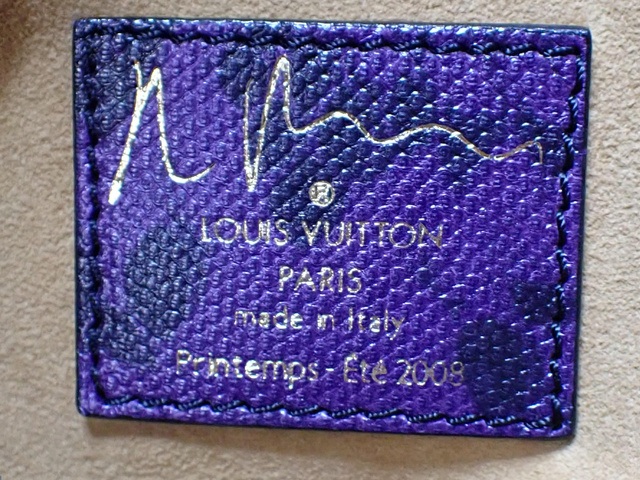 ®
LOUIS VUITTON
PARIS
made in Italy
Printemps - Été 2008